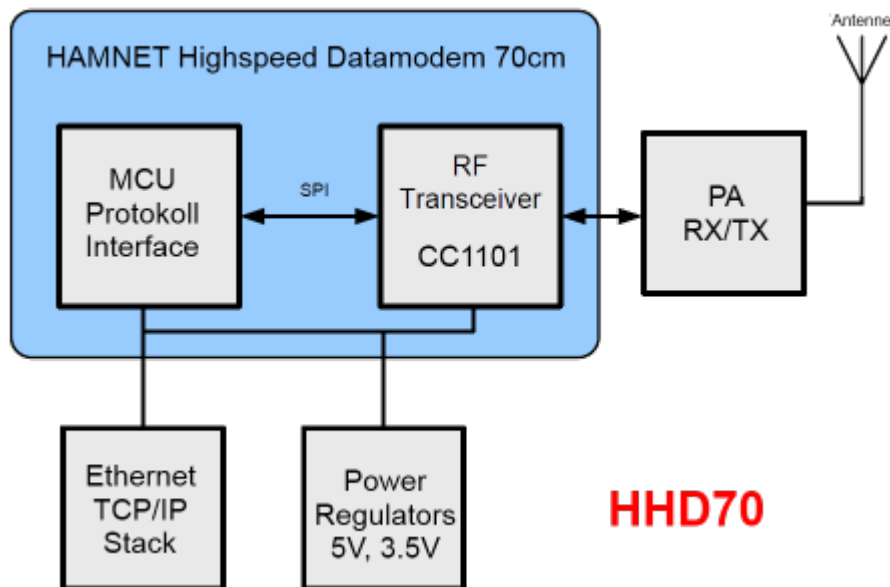 Antenne
HAMNET Highspeed Datamodem 70cm
MCU
Protokoll
Interface
SPI
RF
Transceiver
CC1101
PA
RX/TX
Ethernet
TCP/IP
Stack
Power
Regulators
5V, 3.5V
HHD70